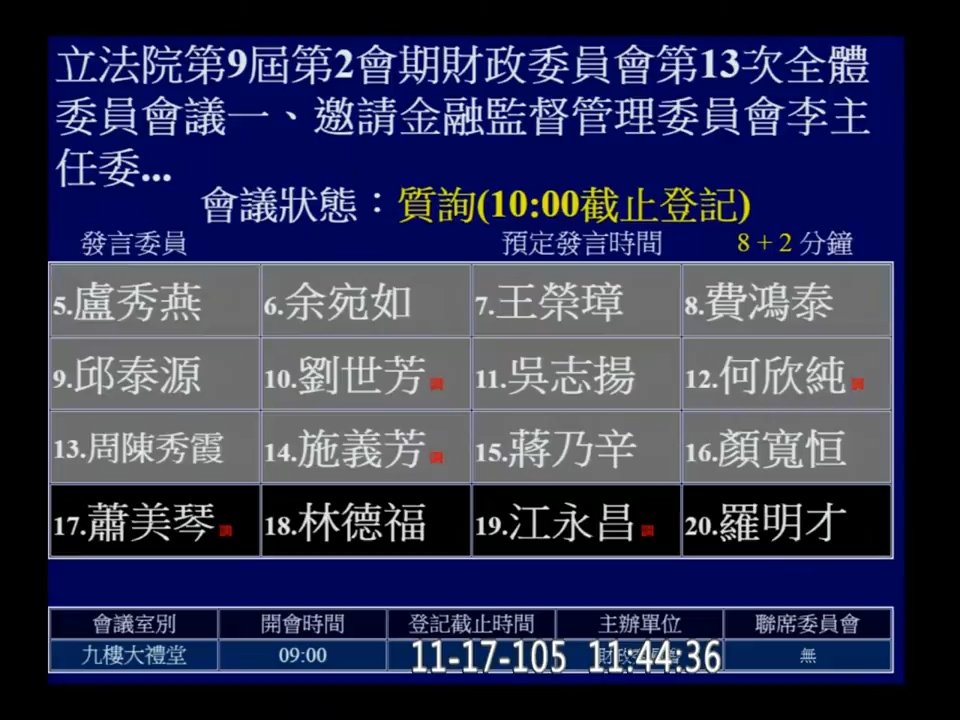 立法院第9屆第2會期財政委員會第13次全體
委員會議一、邀請金融監督管理委員會李主
任委...
會議狀態：質詢(10:00截止登記)
發言委員 預定發言時間 8 + 2 分鐘
5.盧秀燕 6.余宛如 7.王榮璋 8.費鴻泰
9.邱泰源 10.劉世芳 11.吳志揚 12.何欣純
13.周陳秀霞 14.施義芳 15.蔣乃辛 16.顏寬恒
17.蕭美琴 18.林德福 19.江永昌 20.羅明才
會議室別 開會時間 登記截止時間 主辦單位 聯席委員會
九樓大禮堂 09:00 11-17-105 11:44:36 無